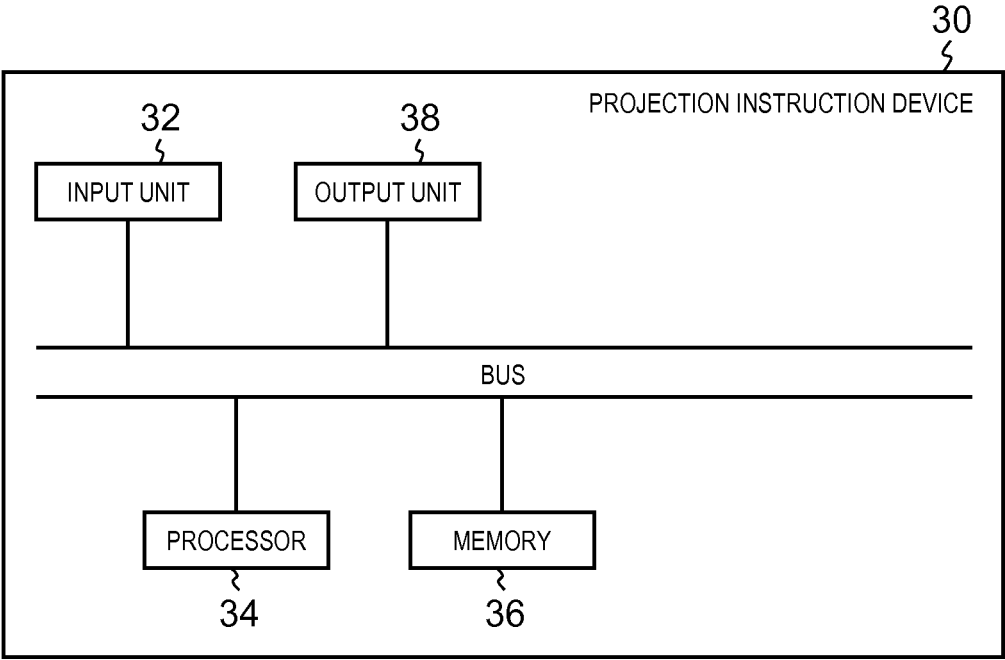 30
PROJECTION INSTRUCTION DEVICE
32
38
INPUT UNIT
OUTPUT UNIT
BUS
PROCESSOR
MEMORY
34
36